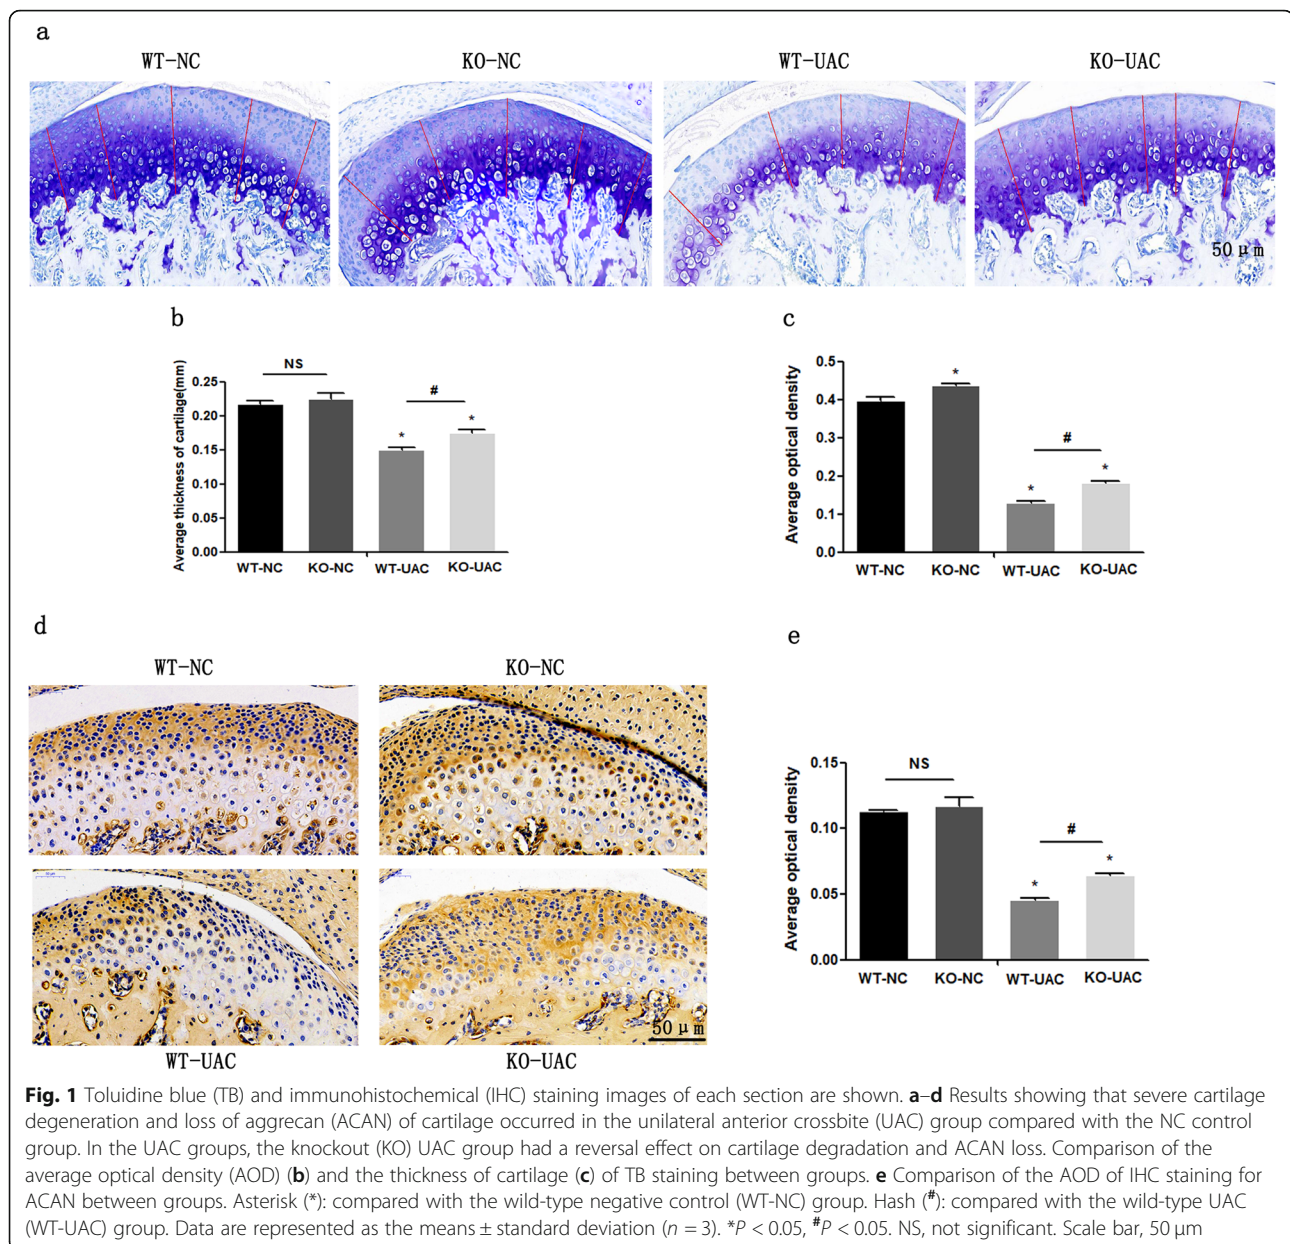 a
WT-NC
KO-NC
WT-UAC
KO-UAC
50 μm
b
Average thickness of cartilage(mm)
0.25
0.20
0.15
0.10
0.05
0.00
NS
#
*
*
WT-NC
KO-NC
WT-UAC
KO-UAC
c
Average optical density
0.5
0.4
0.3
0.2
0.1
0.0
*
#
*
*
WT-NC
KO-NC
WT-UAC
KO-UAC
d
WT-NC
KO-NC
50 μm
WT-UAC
KO-UAC
e
Average optical density
0.15
0.10
0.05
0.00
NS
#
*
*
WT-NC
KO-NC
WT-UAC
KO-UAC
Fig. 1 Toluidine blue (TB) and immunohistochemical (IHC) staining images of each section are shown. a–d Results showing that severe cartilage
degeneration and loss of aggrecan (ACAN) of cartilage occurred in the unilateral anterior crossbite (UAC) group compared with the NC control
group. In the UAC groups, the knockout (KO) UAC group had a reversal effect on cartilage degradation and ACAN loss. Comparison of the
average optical density (AOD) (b) and the thickness of cartilage (c) of TB staining between groups. e Comparison of the AOD of IHC staining for
ACAN between groups. Asterisk (*): compared with the wild-type negative control (WT-NC) group. Hash (#): compared with the wild-type UAC
(WT-UAC) group. Data are represented as the means ± standard deviation (n = 3). *P < 0.05, #P < 0.05. NS, not significant. Scale bar, 50 μm